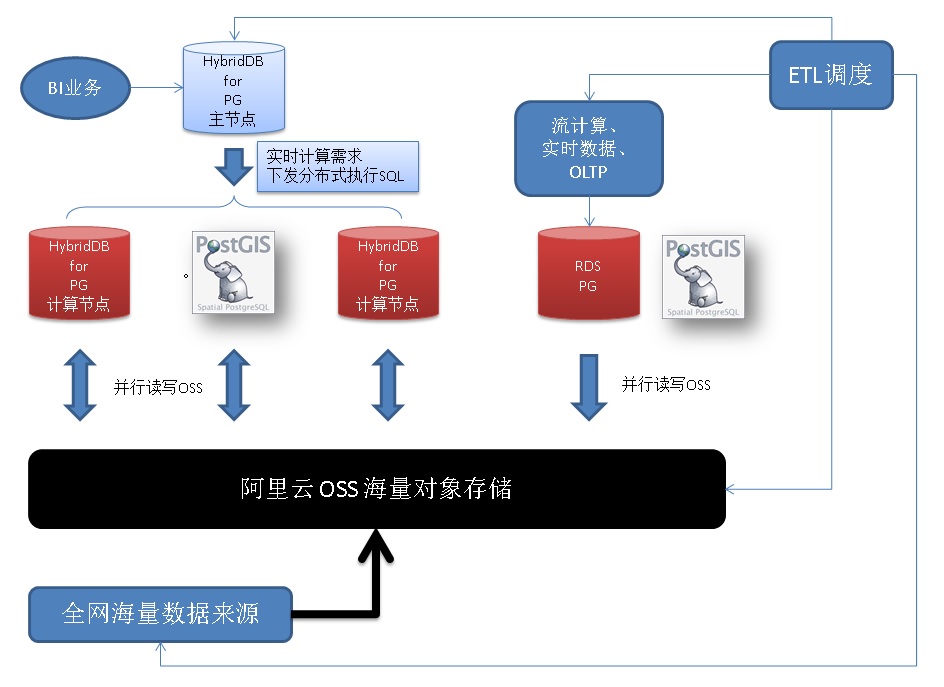 ETL调度
HybridDB
for
PG
主节点
BI业务
流计算、
实时数据、
OLTP
实时计算需求
下发分布式执行SQL
HybridDB
for
PG
计算节点
PostGIS
Spatial PostgreSQL
HybridDB
for
PG
计算节点
RDS
PG
PostGIS
Spatial PostgreSQL
。
并行读写OSS
并行读写OSS
阿里云 OSS 海量对象存储
全网海量数据来源